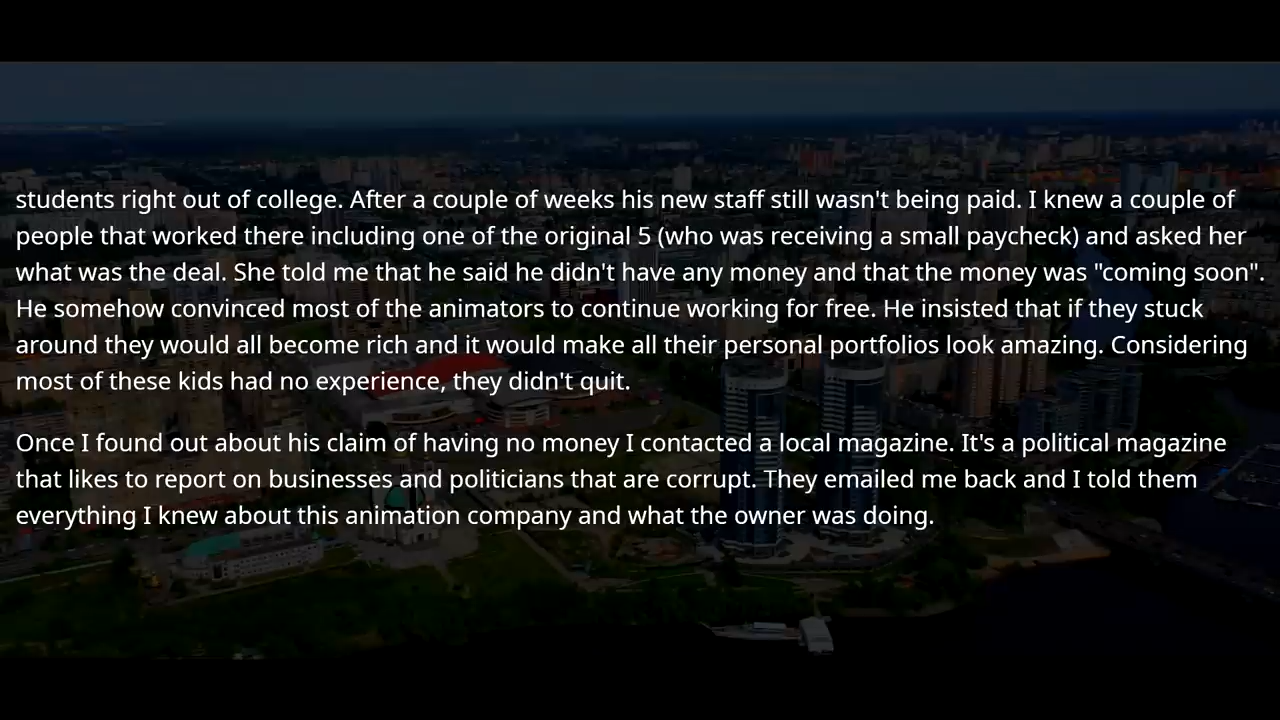 students right out of college. After a couple of weeks his new staff still wasn't being paid. I knew a couple of
people that worked there including one of the original 5 (who was receiving a small paycheck) and asked her
what was the deal. She told me that he said he didn't have any money and that the money was "coming soon".
He somehow convinced most of the animators to continue working for free. He insisted that if they stuck
around they would all become rich and it would make all their personal portfolios look amazing. Considering
most of these kids had no experience, they didn't quit.
Once I found out about his claim of having no money I contacted a local magazine. It's a political magazine
that likes to report on businesses and politicians that are corrupt. They emailed me back and I told them
everything I knew about this animation company and what the owner was doing.